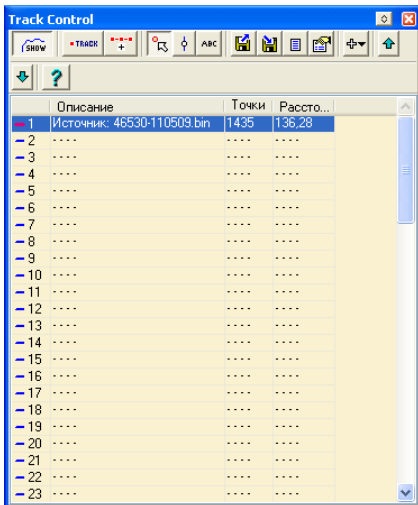 Track Control
SHOW TRACK ABC
?
Описание Точки Рассто...
1 Источник: 46530-110509.bin 1435 136,28
2 ---- ---- ----
3 ---- ---- ----
4 ---- ---- ----
5 ---- ---- ----
6 ---- ---- ----
7 ---- ---- ----
8 ---- ---- ----
9 ---- ---- ----
10 ---- ---- ----
11 ---- ---- ----
12 ---- ---- ----
13 ---- ---- ----
14 ---- ---- ----
15 ---- ---- ----
16 ---- ---- ----
17 ---- ---- ----
18 ---- ---- ----
19 ---- ---- ----
20 ---- ---- ----
21 ---- ---- ----
22 ---- ---- ----
23 ---- ---- ----